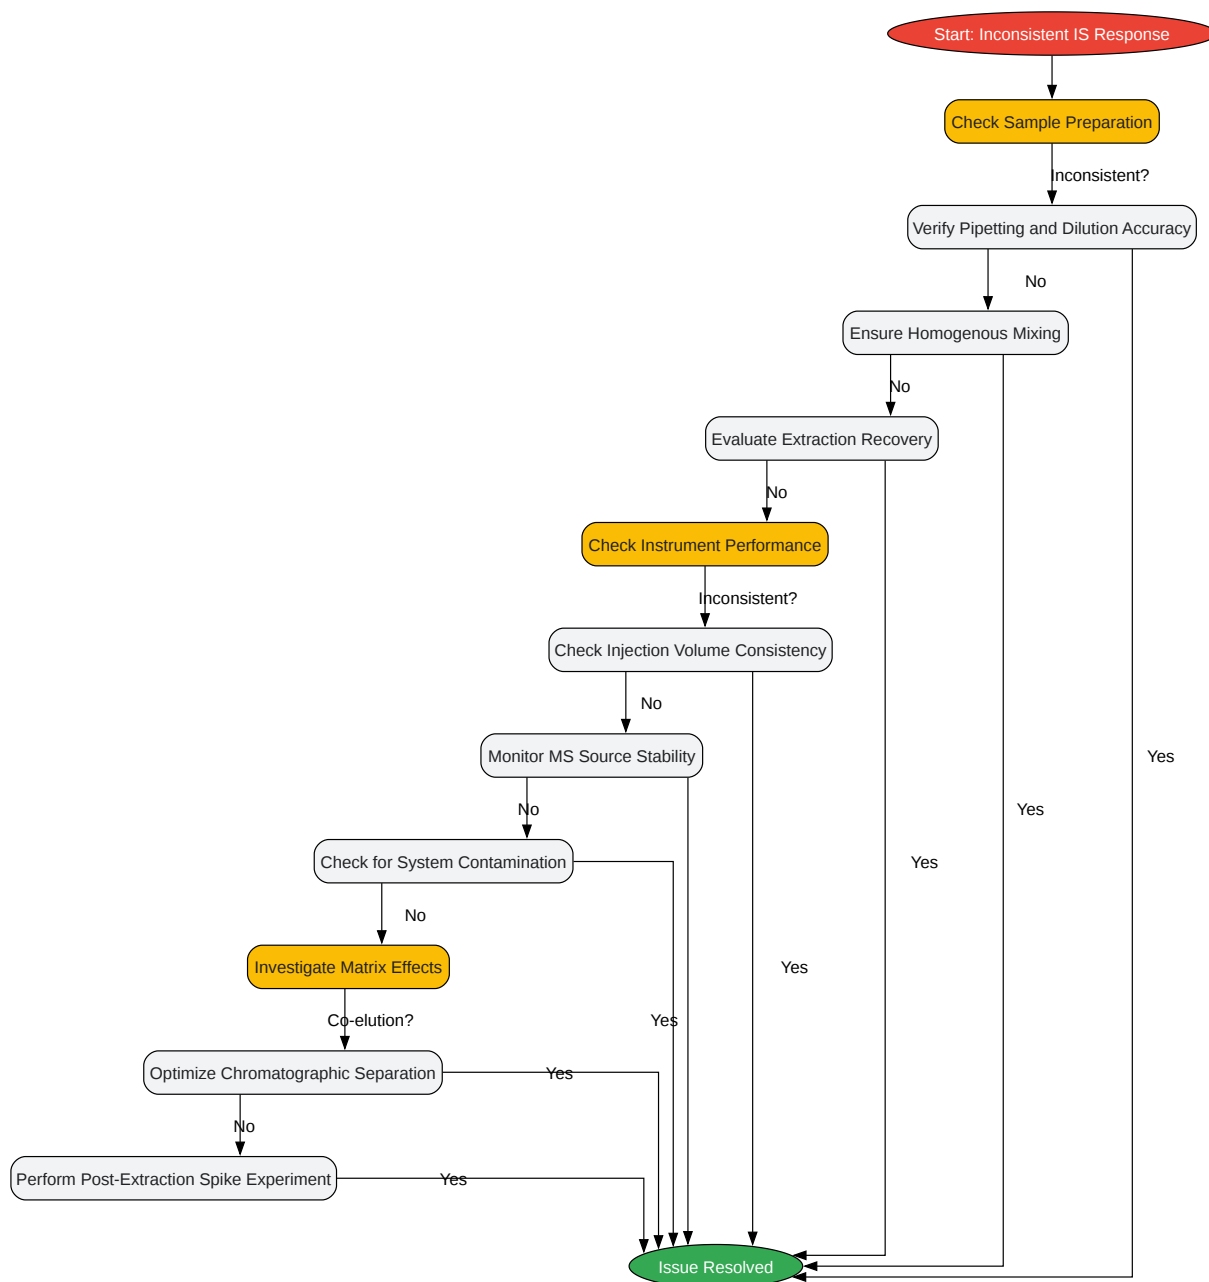 Start: Inconsistent IS Response
Check Sample Preparation
Inconsistent?
Verify Pipetting and Dilution Accuracy
No
Ensure Homogenous Mixing
No
Evaluate Extraction Recovery
No
Check Instrument Performance
Inconsistent?
Check Injection Volume Consistency
No
Monitor MS Source Stability
Yes
No
Yes
Check for System Contamination
Yes
No
Investigate Matrix Effects
Yes
Co-elution?
Yes
Optimize Chromatographic Separation
Yes
No
Perform Post-Extraction Spike Experiment
Yes
Issue Resolved